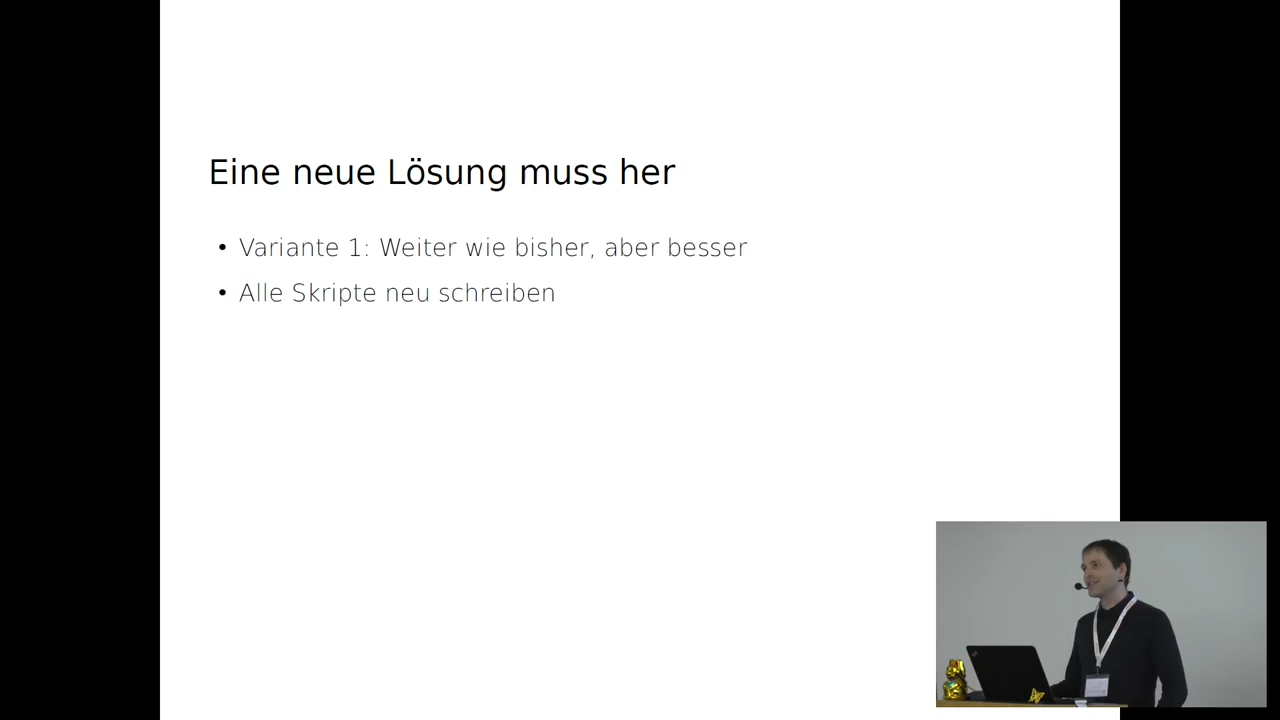 Eine neue Lösung muss her
• Variante 1: Weiter wie bisher, aber besser
• Alle Skripte neu schreiben